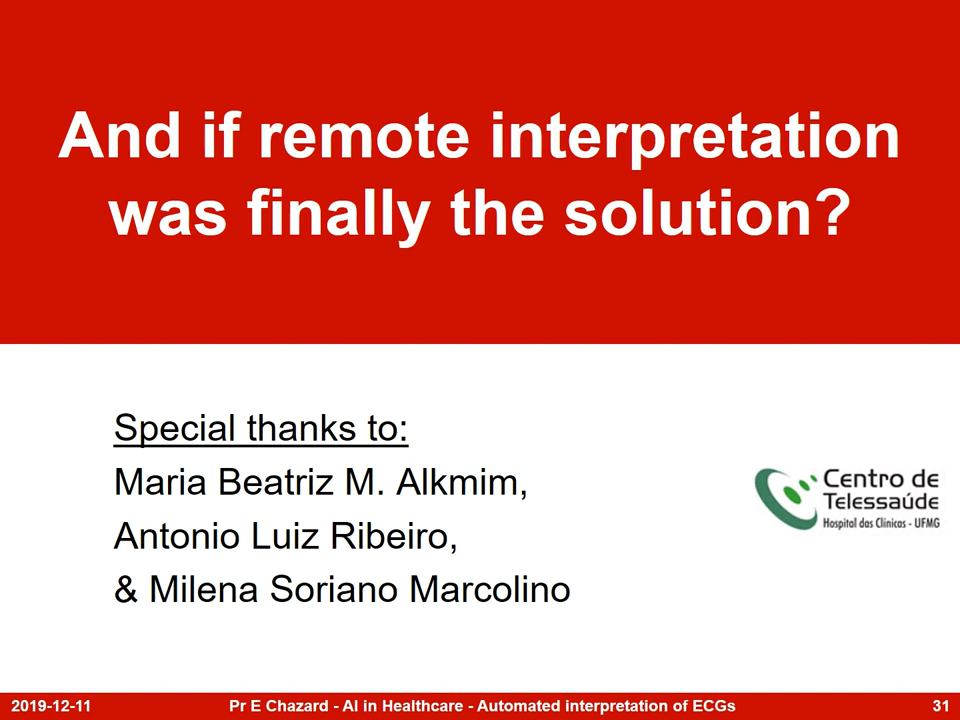 And if remote interpretation
was finally the solution?
Special thanks to:
Maria Beatriz M. Alkmim,
Antonio Luiz Ribeiro,
& Milena Soriano Marcolino
Centro de
Telessaúde
Hospital das Clínicas - UFMG
2019-12-11 Pr E Chazard - AI in Healthcare - Automated interpretation of ECGs 31